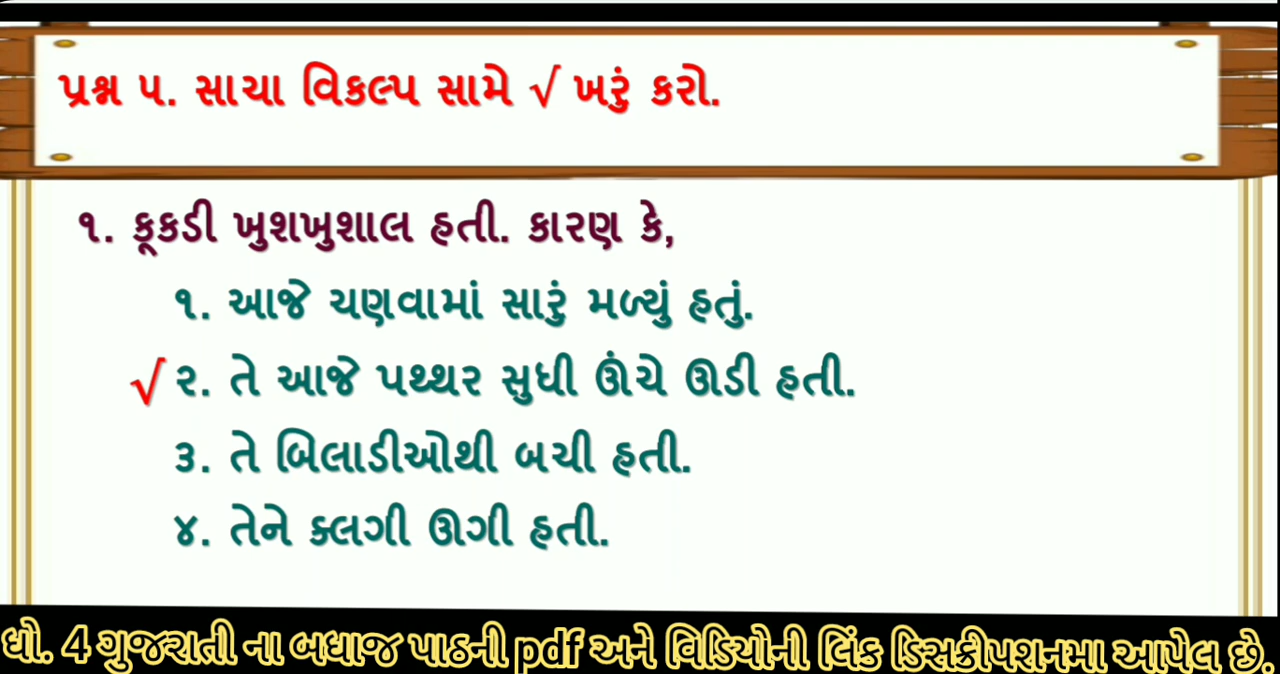 પ્રશ્ન ૫. સાચા વિકલ્પ સામે √ ખરું કરો.
૧. કૂકડી ખુશખુશાલ હતી. કારણ કે,
૧. આજે ચણવામાં સારું મળ્યું હતું.
√ ૨. તે આજે પથ્થર સુધી ઊંચે ઊડી હતી.
૩. તે બિલાડીઓથી બચી હતી.
૪. તેને ક્લગી ઊગી હતી.
ધો. 4 ગુજરાતી ના બધાજ પાઠની pdf અને વિડિયોની લિંક ડિસક્રીપશનમા આપેલ છે.